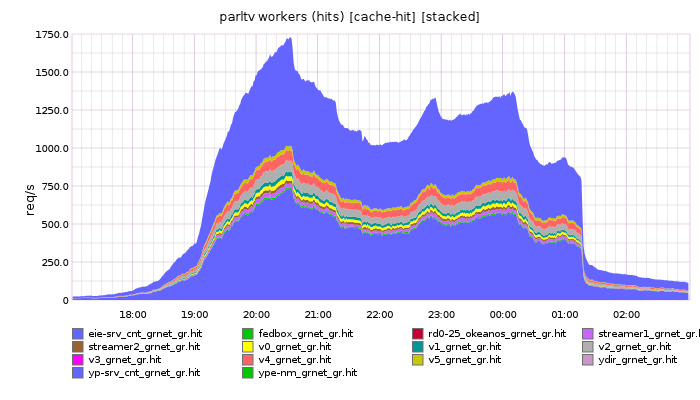 parltv workers (hits) [cache-hit] [stacked]
1750.0
1500.0
1250.0
1000.0
750.0
500.0
250.0
0
req/s
18:00 19:00 20:00 21:00 22:00 23:00 00:00 01:00 02:00
eie-srv_cnt_grnet_gr.hit fedbox_grnet_gr.hit rd0-25_okeanos_grnet_gr.hit streamer1_grnet_gr.l
streamer2_grnet_gr.hit v0_grnet_gr.hit v1_grnet_gr.hit v2_grnet_gr.hit
v3_grnet_gr.hit v4_grnet_gr.hit v5_grnet_gr.hit ydir_grnet_gr.hit
yp-srv_cnt_grnet_gr.hit ype-nm_grnet_gr.hit